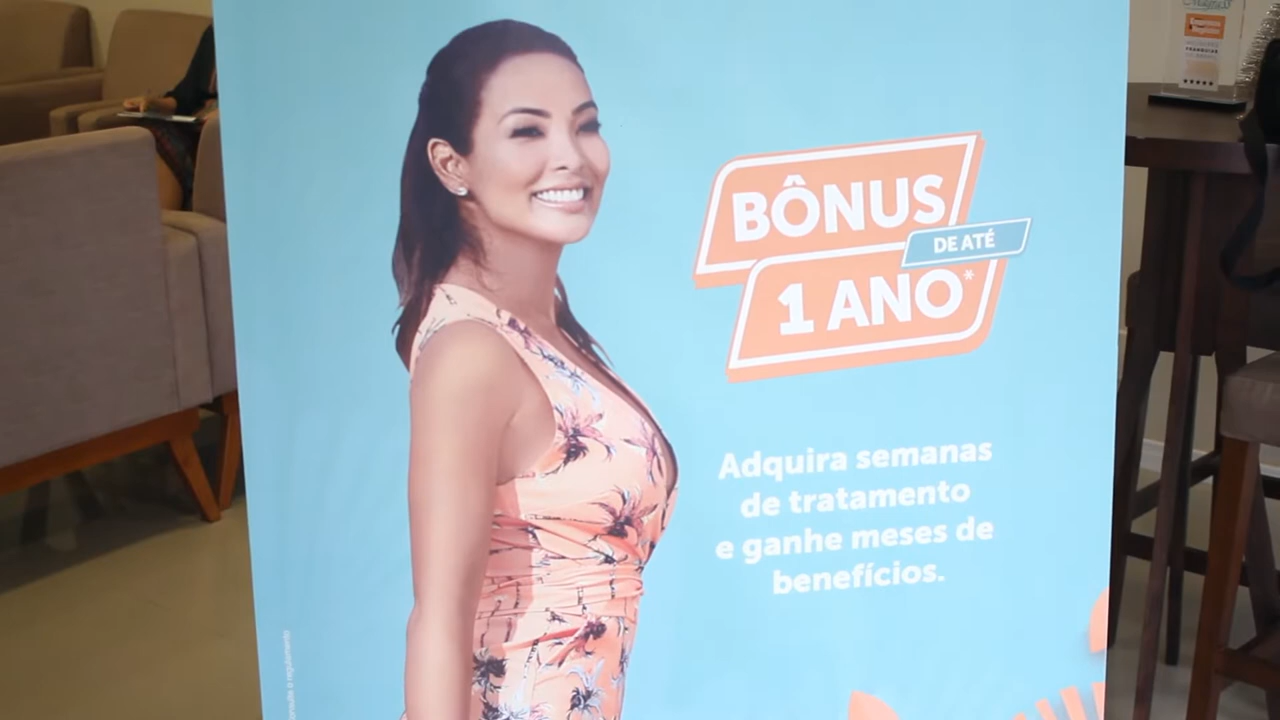 BÔNUS
DE ATÉ
1 ANO*
Adquira semanas
de tratamento
e ganhe meses de
benefícios.